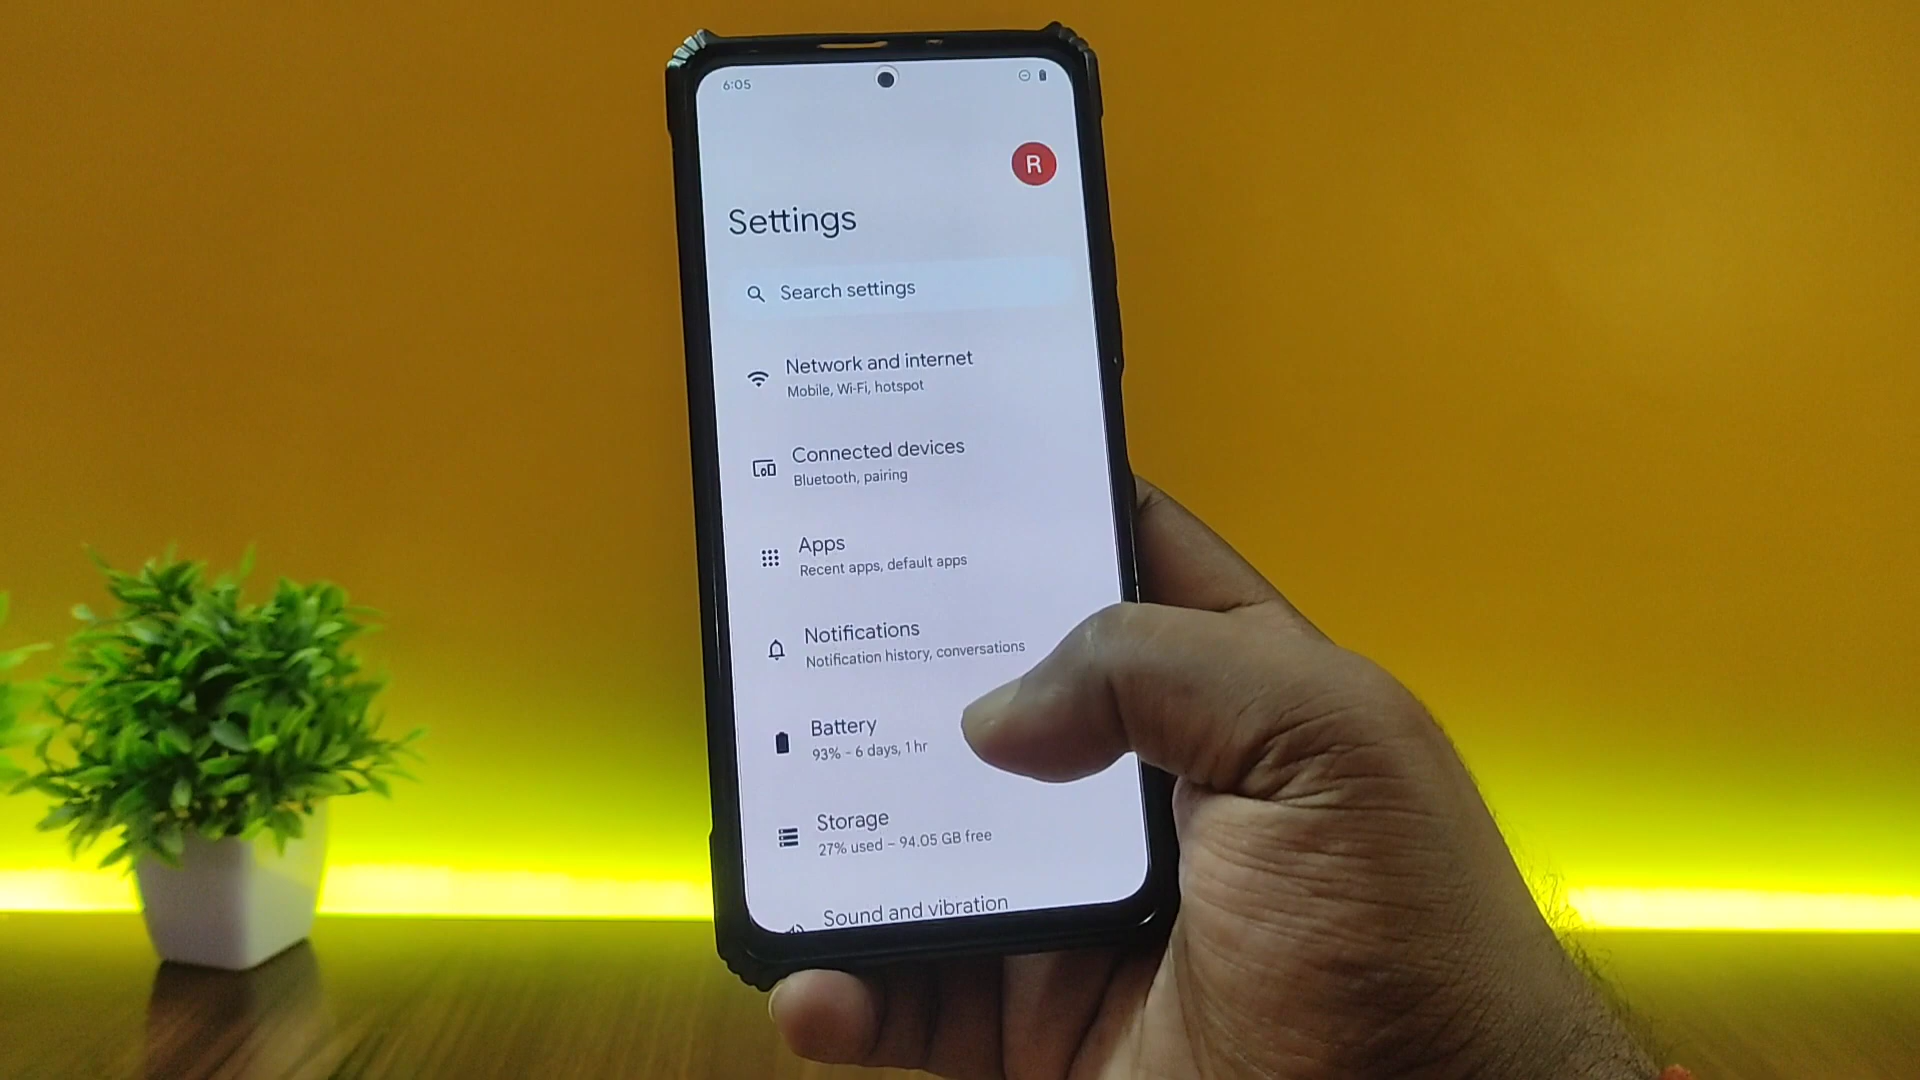 6:05
R
Settings
Search settings
Network and internet
Mobile, Wi-Fi, hotspot
Connected devices
Bluetooth, pairing
Apps
Recent apps, default apps
Notifications
Notification history, conversations
Battery
93% - 6 days, 1 hr
Storage
27% used – 94.05 GB free
Sound and vibration